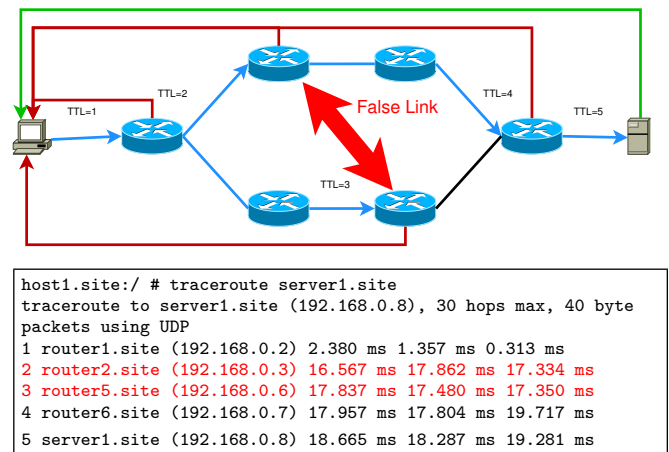 TTL=1
TTL=2
TTL=4
TTL=5
False Link
TTL=3
host1.site:/ # traceroute server1.site
traceroute to server1.site (192.168.0.8), 30 hops max, 40 byte
packets using UDP
1 router1.site (192.168.0.2) 2.380 ms 1.357 ms 0.313 ms
2 router2.site (192.168.0.3) 16.567 ms 17.862 ms 17.334 ms
3 router5.site (192.168.0.6) 17.837 ms 17.480 ms 17.350 ms
4 router6.site (192.168.0.7) 17.957 ms 17.804 ms 19.717 ms
5 server1.site (192.168.0.8) 18.665 ms 18.287 ms 19.281 ms